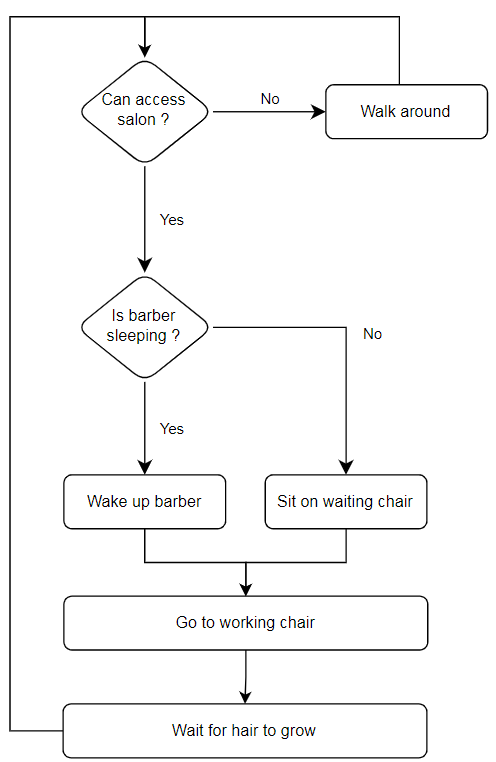 Can access
salon ?
No
Walk around
Yes
Is barber
sleeping ?
No
Yes
Wake up barber
Sit on waiting chair
Go to working chair
Wait for hair to grow